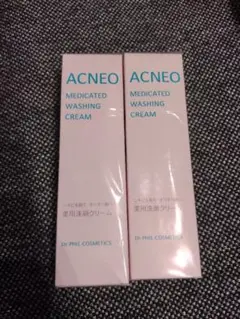 ACNEO
MEDICATED
WASHING
CREAM
薬用洗顔クリーム
Dr.PHIL COSMETICS
ACNEO
MEDICATED
WASHING
CREAM
薬用洗顔クリーム
Dr.PHIL COSMETICS